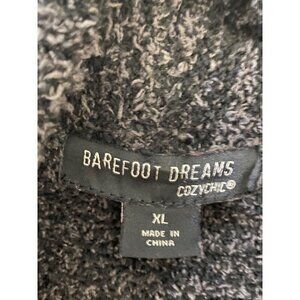 BAREFOOT DREAMS
COZYCHIC®
XL
MADE IN
CHINA